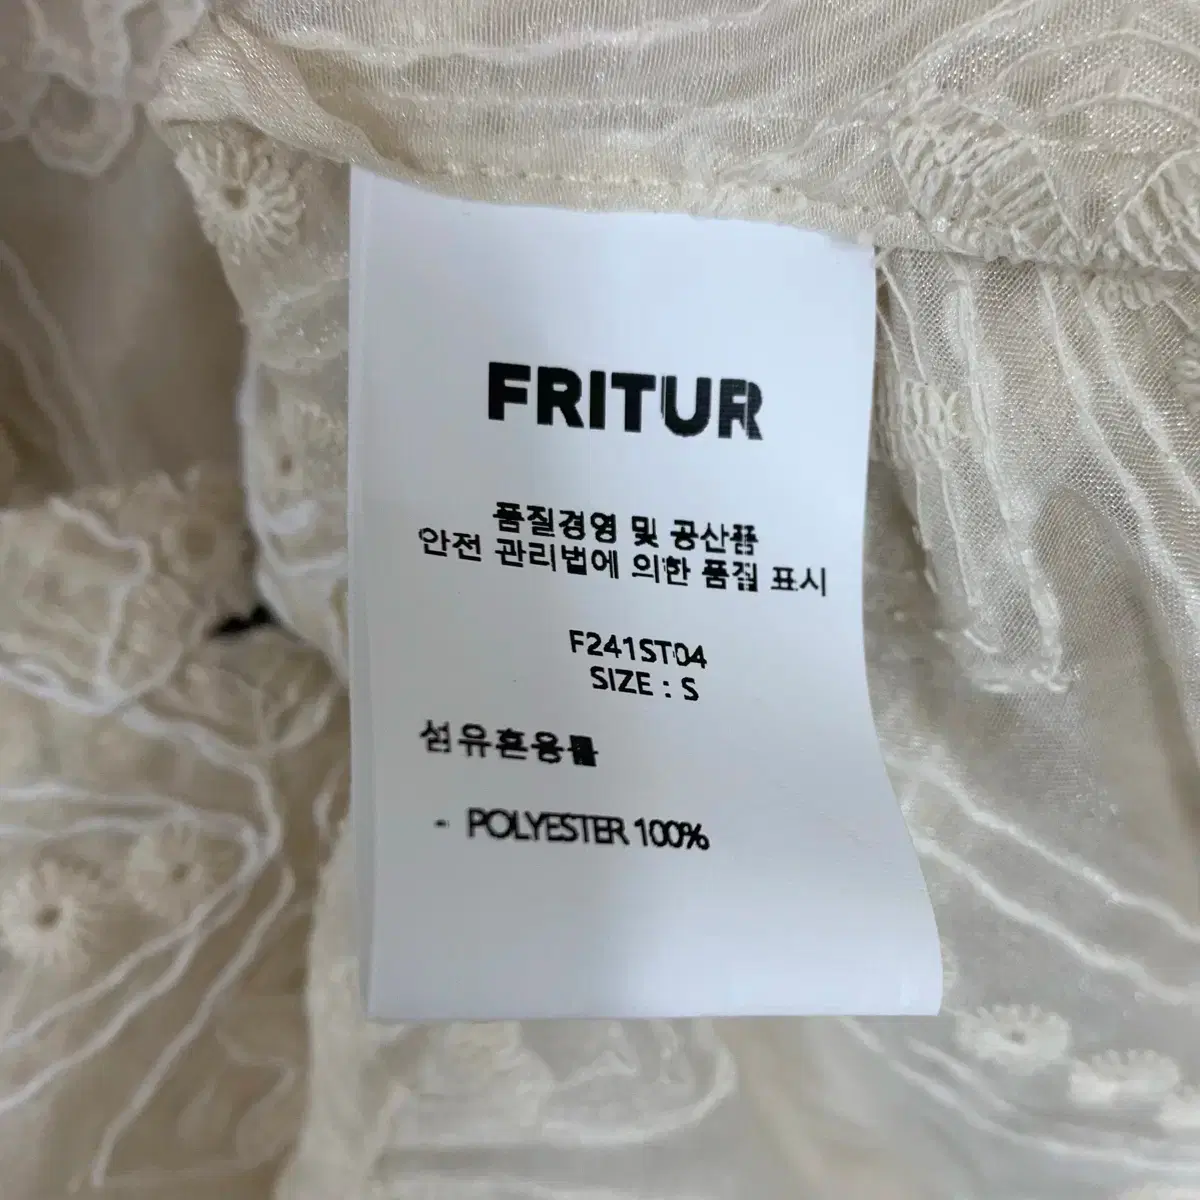 FRITUR
품질경영 및 공산품
안전 관리법에 의한 품질 표시
F241ST04
SIZE : S
섬유혼용률
- POLYESTER 100%